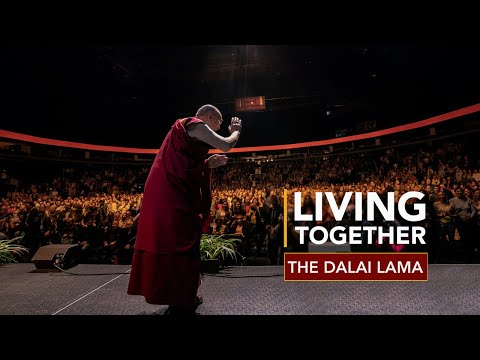 LIVING
TOGETHER
THE DALAI LAMA